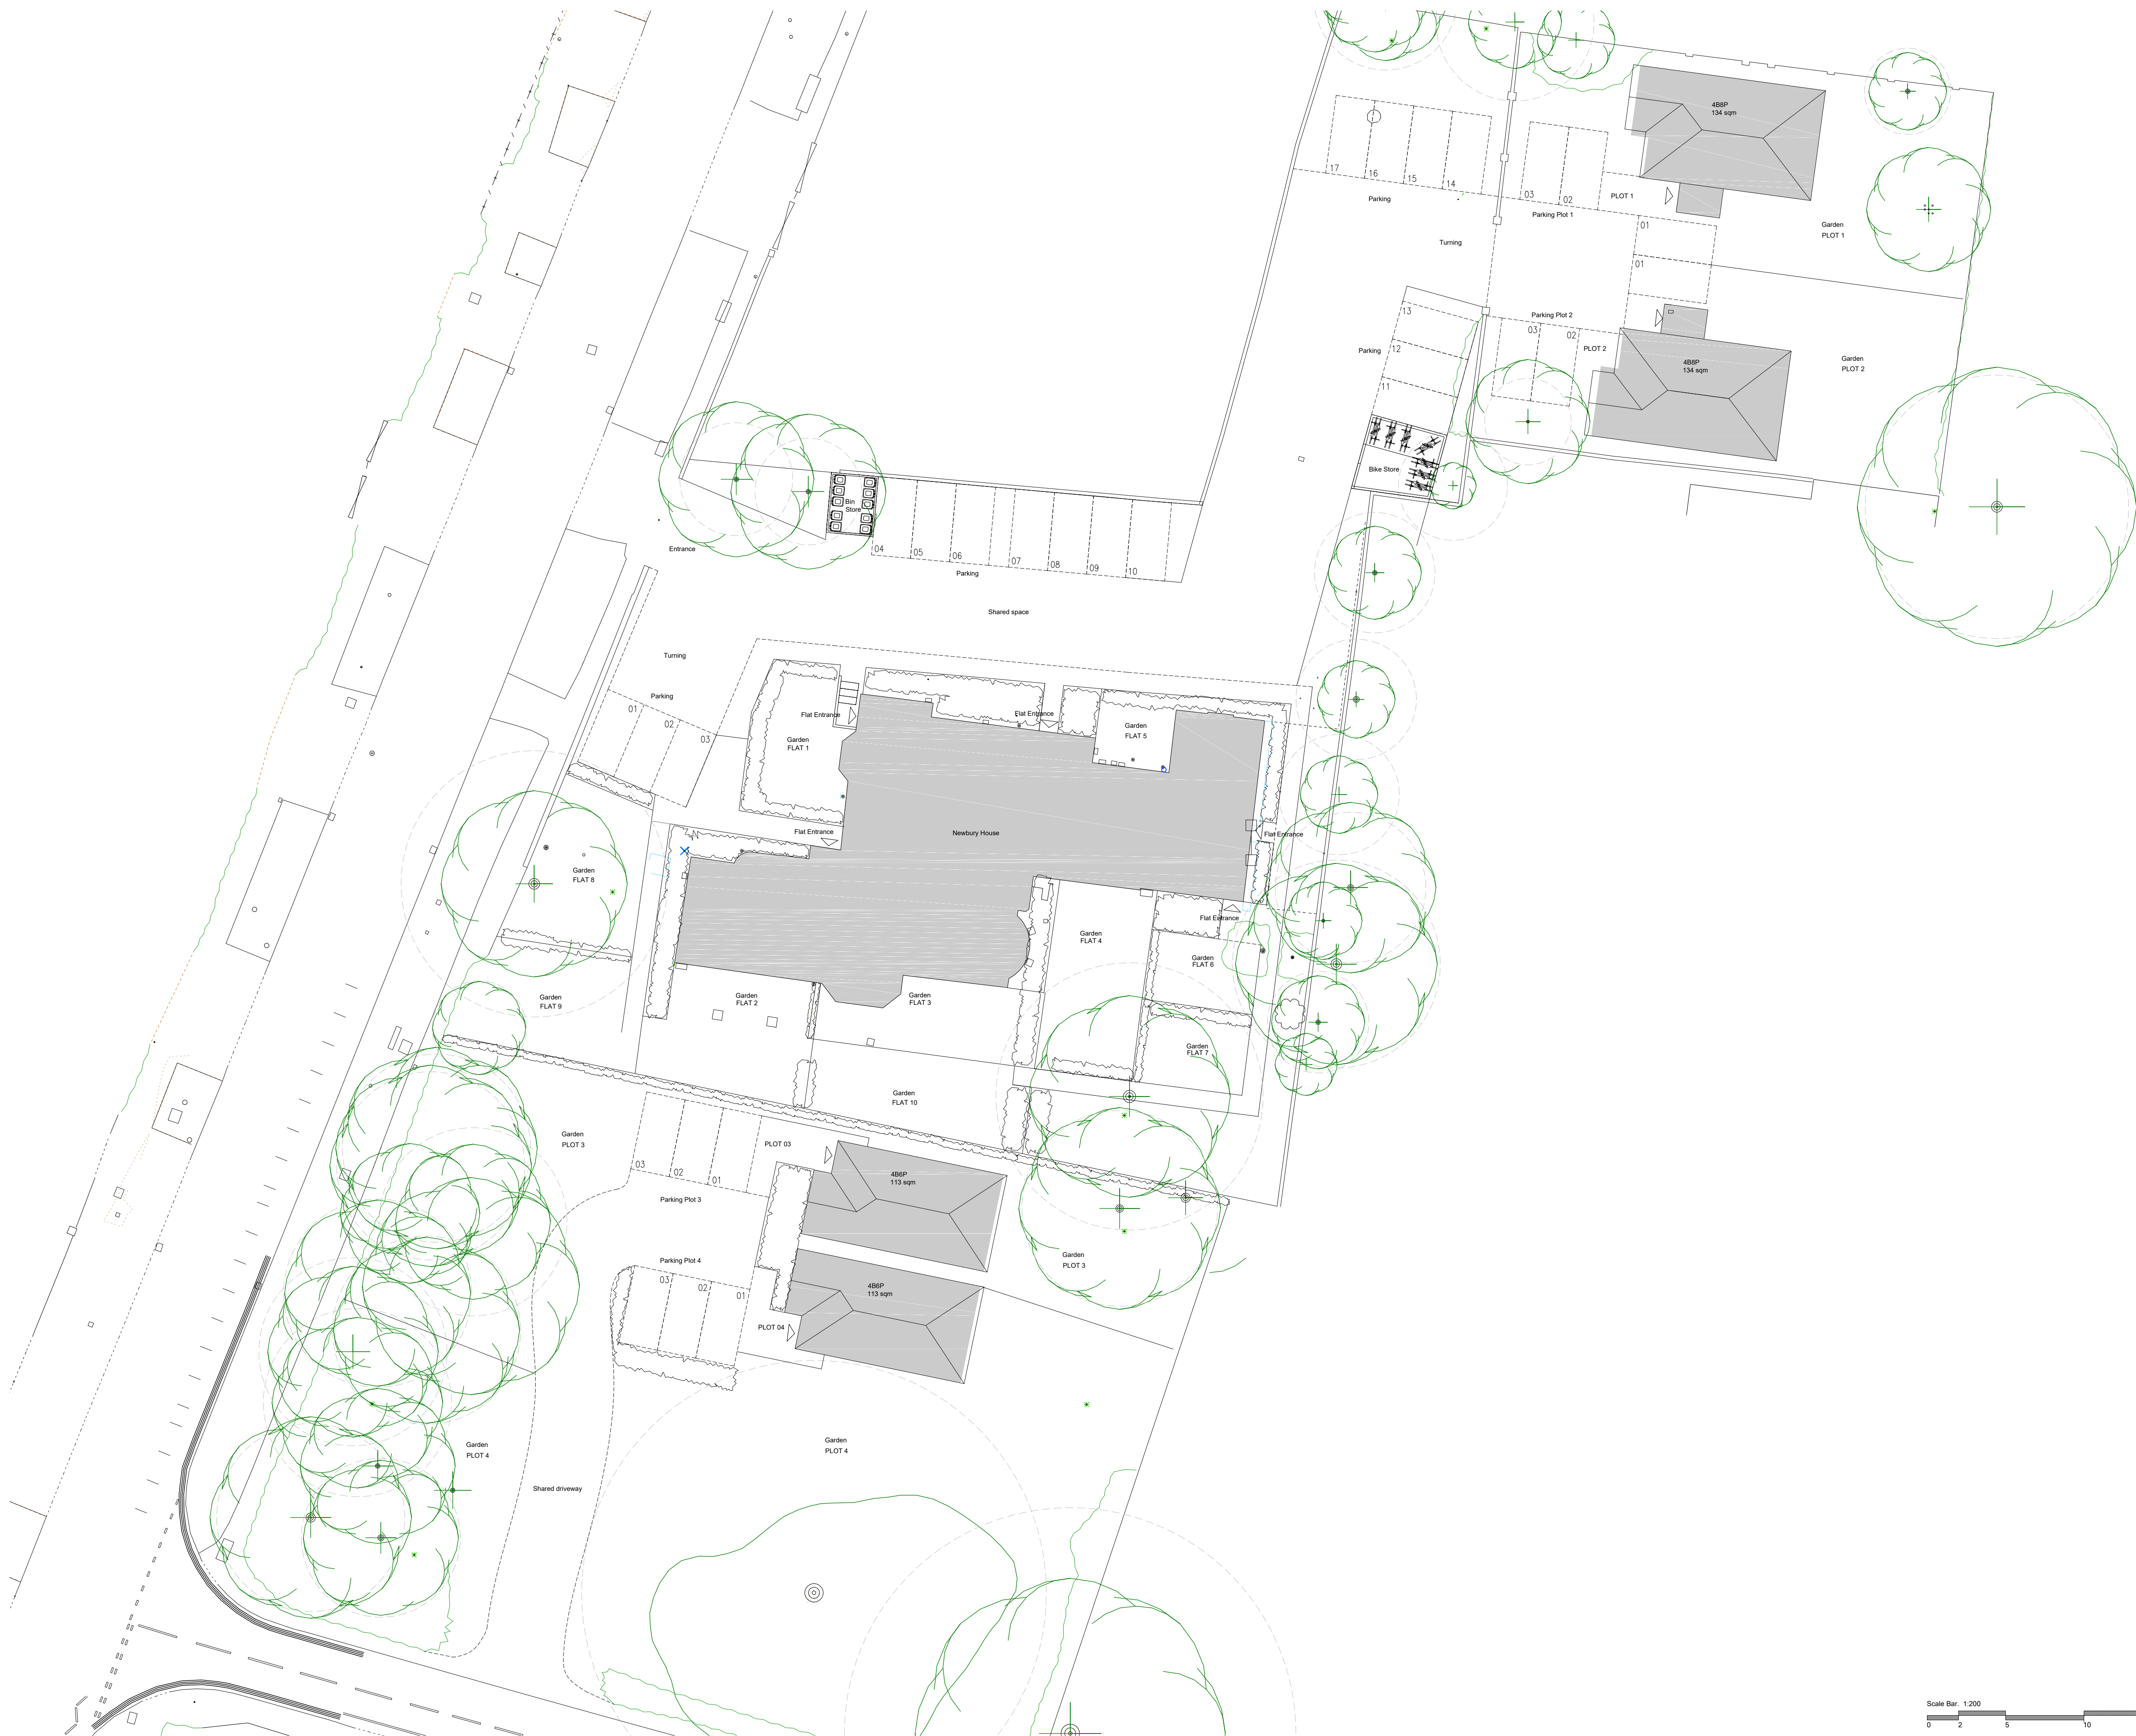 4B8P
134 sqm
17
16
15
14
03
02
PLOT 1
Parking
Parking Plot 1
01
Garden
PLOT 1
Turning
01
13
Parking Plot 2
03
02
PLOT 2
Parking
12
4B8P
134 sqm
Garden
PLOT 2
11
Bike Store
Bin
Store
Entrance
04
05
06
07
08
09
10
Parking
Shared space
Turning
Parking
01
02
03
Flat Entrance
Flat Entrance
Garden
FLAT 1
Garden
FLAT 5
Flat Entrance
Newbury House
Flat Entrance
Garden
FLAT 8
Flat Entrance
Garden
FLAT 4
Garden
FLAT 6
Garden
FLAT 9
Garden
FLAT 2
Garden
FLAT 3
Garden
FLAT 7
Garden
FLAT 10
Garden
PLOT 3
PLOT 03
03
02
01
4B6P
113 sqm
Parking Plot 3
Parking Plot 4
Garden
PLOT 3
03
02
01
4B6P
113 sqm
PLOT 04
Garden
PLOT 4
Garden
PLOT 4
Shared driveway
Scale Bar. 1:200
0 2 5 10